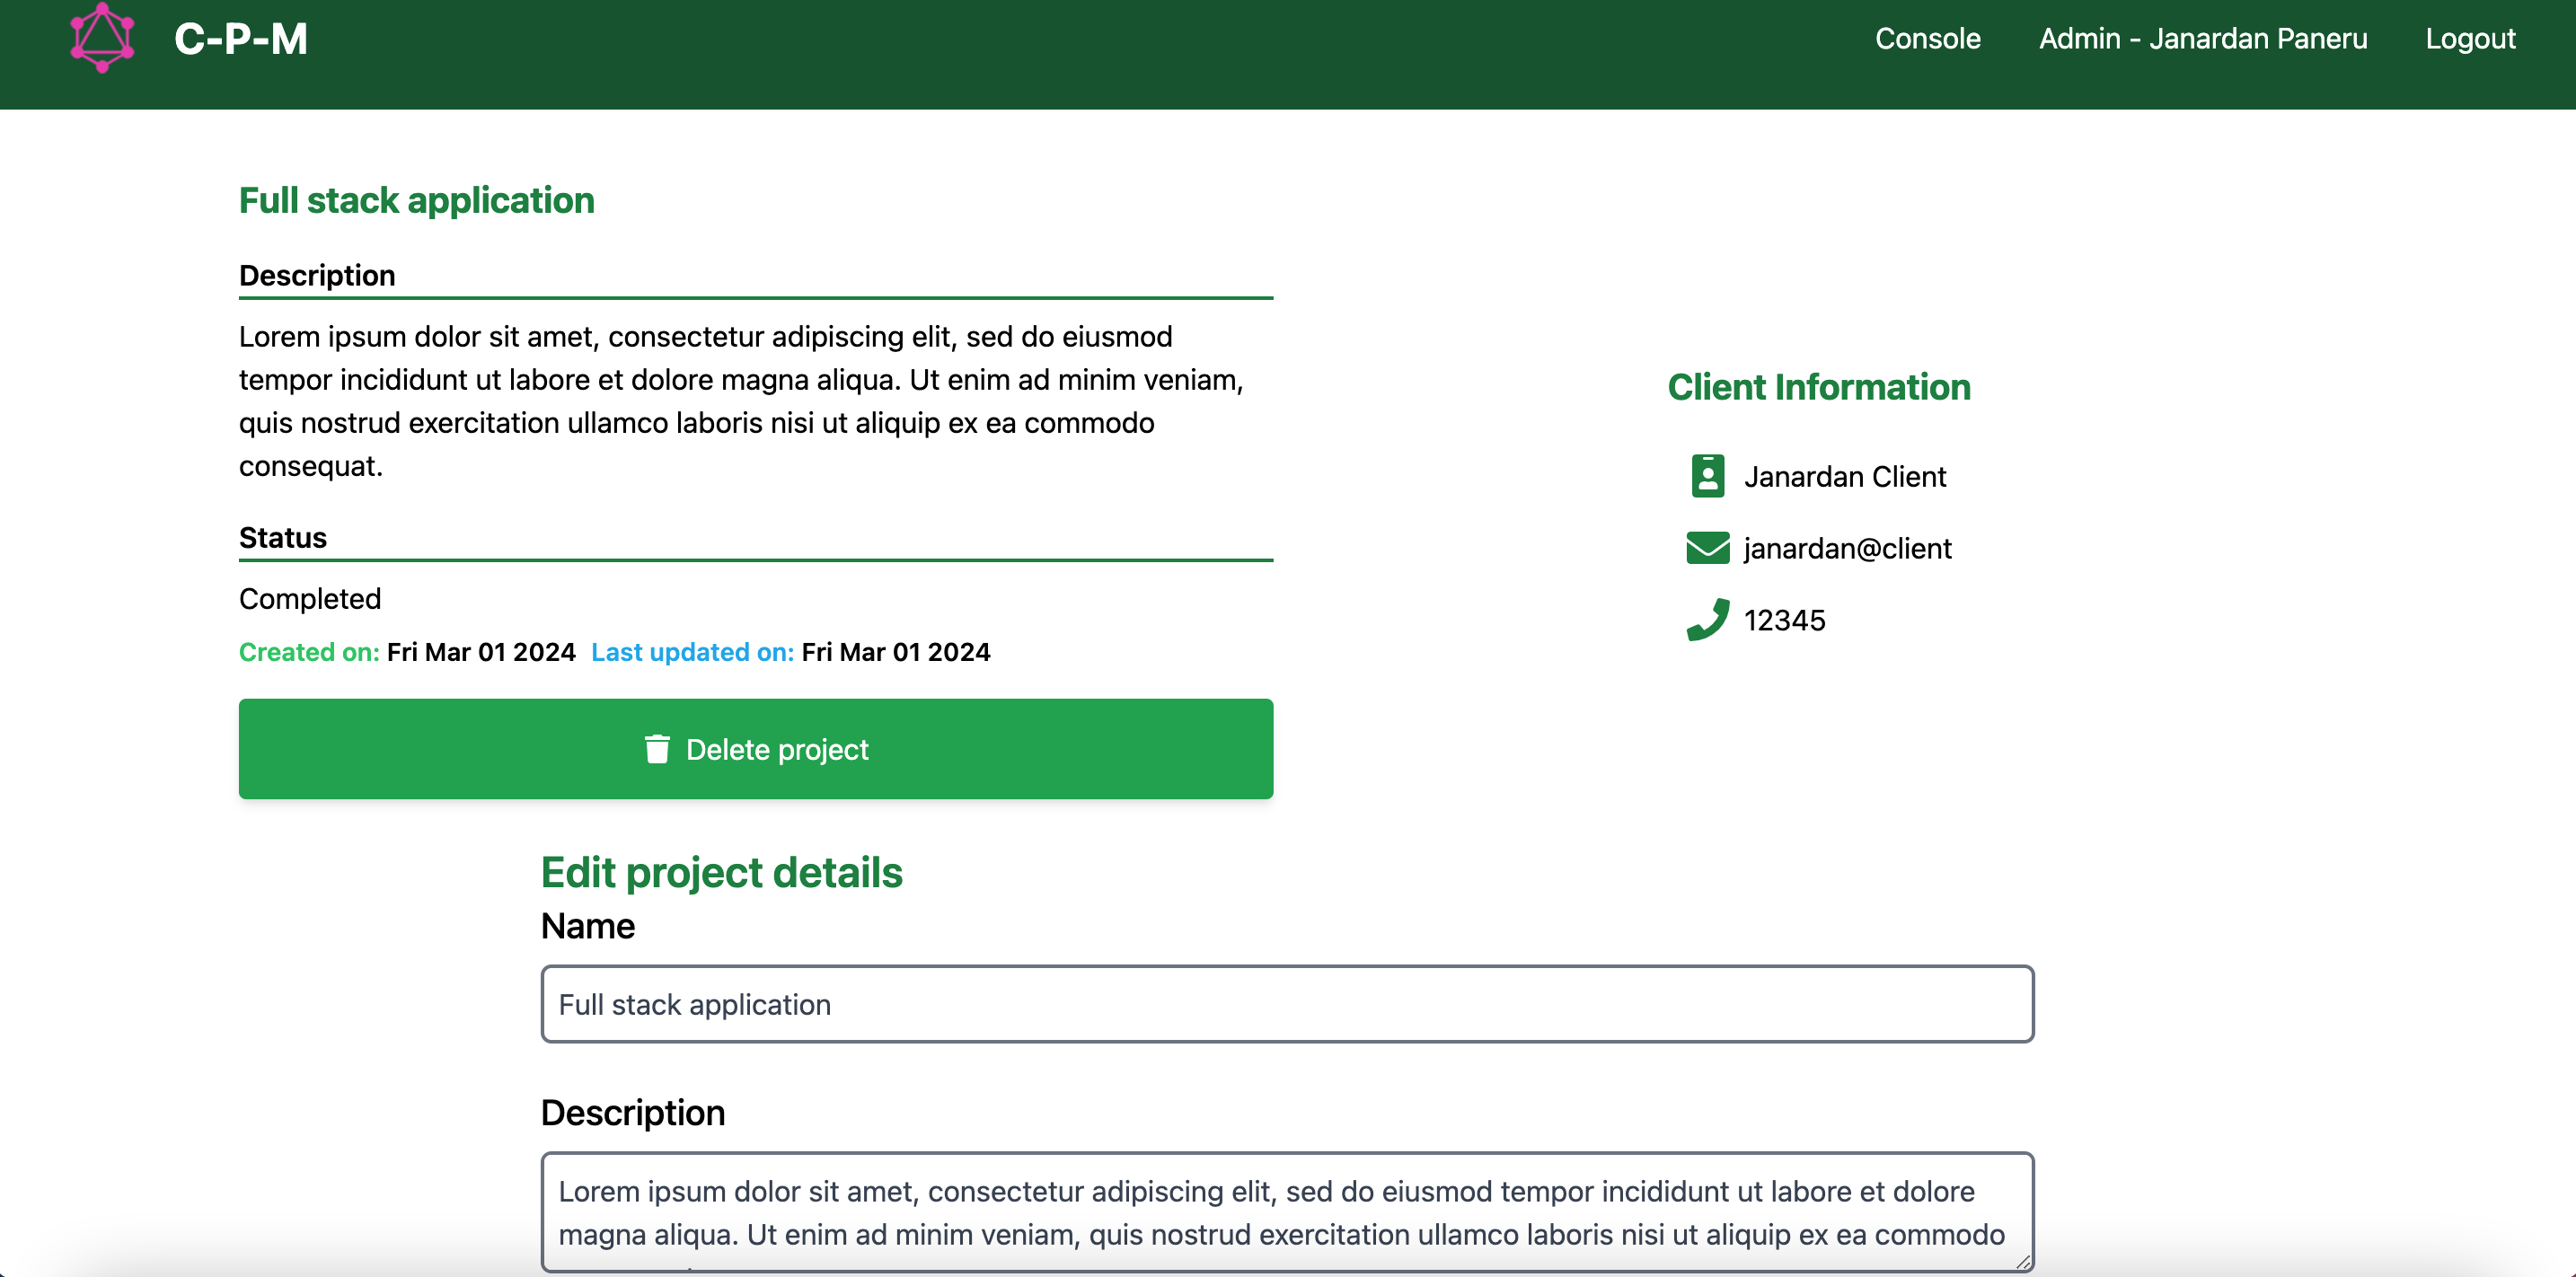 C-P-M
Console
Admin - Janardan Paneru
Logout
Full stack application
Description
Lorem ipsum dolor sit amet, consectetur adipiscing elit, sed do eiusmod
tempor incididunt ut labore et dolore magna aliqua. Ut enim ad minim veniam,
quis nostrud exercitation ullamco laboris nisi ut aliquip ex ea commodo
consequat.
Status
Completed
Created on: Fri Mar 01 2024 Last updated on: Fri Mar 01 2024
Delete project
Client Information
Janardan Client
janardan@client
12345
Edit project details
Name
Full stack application
Description
Lorem ipsum dolor sit amet, consectetur adipiscing elit, sed do eiusmod tempor incididunt ut labore et dolore
magna aliqua. Ut enim ad minim veniam, quis nostrud exercitation ullamco laboris nisi ut aliquip ex ea commodo